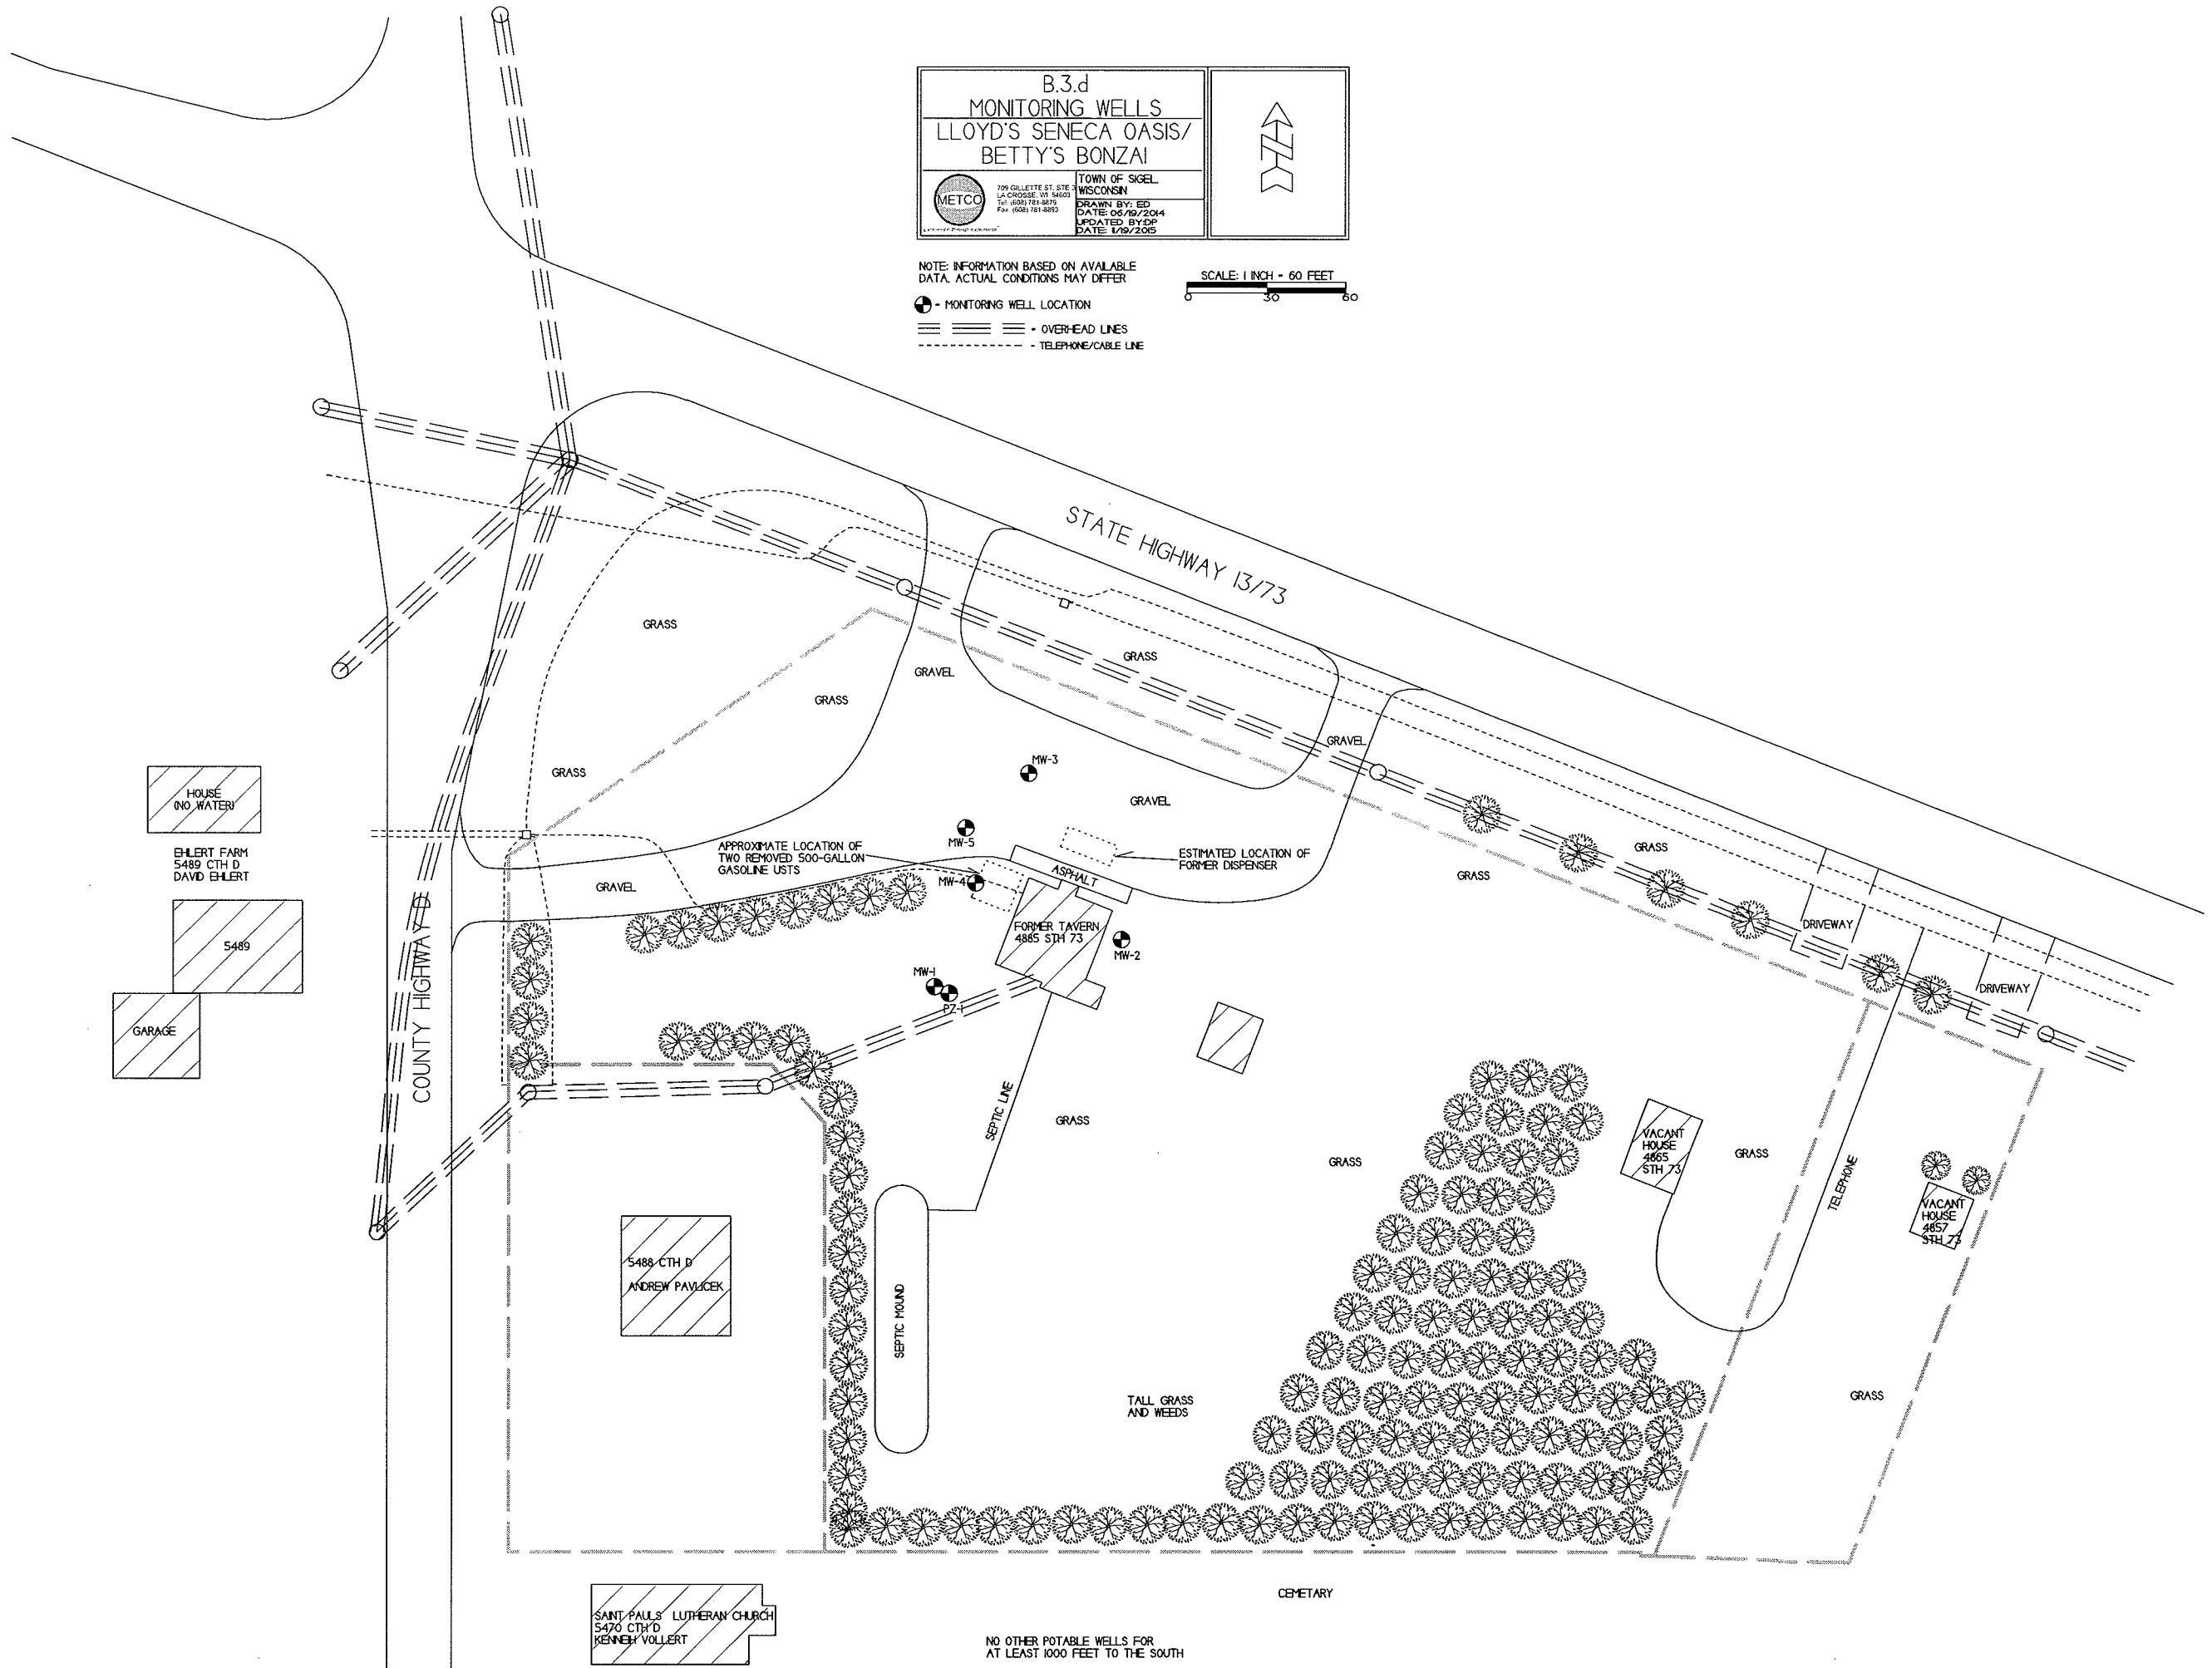 B.3.d
MONITORING WELLS
LLOYD'S SENECA OASIS/
BETTY'S BONZAI
METCO
709 GILLETTE ST. STE 3
LA CROSSE, WI 54603
Tel: (608) 781-8879
Fax: (608) 781-8893
TOWN OF SIGEL
WISCONSIN
DRAWN BY: ED
DATE: 06/19/2014
UPDATED BY:DP
DATE: 1/19/2015
N
NOTE: INFORMATION BASED ON AVAILABLE
DATA. ACTUAL CONDITIONS MAY DIFFER
SCALE: 1 INCH = 60 FEET
0 30 60
- MONITORING WELL LOCATION
- OVERHEAD LINES
- TELEPHONE/CABLE LINE
STATE HIGHWAY 13/73
GRASS
GRASS
GRAVEL
GRASS
GRAVEL
GRASS
MW-3
GRAVEL
HOUSE
(NO WATER)
EHLERT FARM
5489 CTH D
DAVID EHLERT
MW-5
APPROXIMATE LOCATION OF
TWO REMOVED 500-GALLON
GASOLINE USTS
ESTIMATED LOCATION OF
FORMER DISPENSER
GRASS
GRASS
ASPHALT
MW-4
GRAVEL
5489
FORMER TAVERN
4885 STH 73
MW-2
DRIVEWAY
MW-1
PZ-1
DRIVEWAY
GARAGE
COUNTY HIGHWAY D
SEPTIC LINE
GRASS
GRASS
VACANT
HOUSE
4865
STH 73
GRASS
TELEPHONE
VACANT
HOUSE
4857
STH 73
5488 CTH D
ANDREW PAVLICEK
SEPTIC MOUND
TALL GRASS
AND WEEDS
GRASS
CEMETARY
SAINT PAULS LUTHERAN CHURCH
5470 CTH D
KENNETH VOLLERT
NO OTHER POTABLE WELLS FOR
AT LEAST 1000 FEET TO THE SOUTH